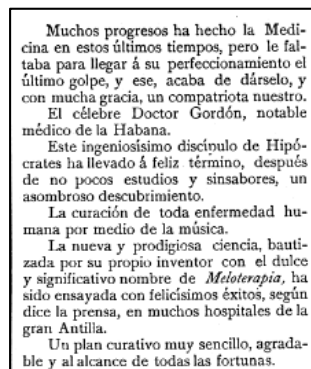 Muchos progresos ha hecho la Medi-
cina en estos últimos tiempos, pero le fal-
taba para llegar á su perfeccionamiento el
último golpe, y ese, acaba de dárselo, y
con mucha gracia, un compatriota nuestro.
El célebre Doctor Gordón, notable
médico de la Habana.
Este ingeniosísimo discípulo de Hipó-
crates ha llevado á feliz término, después
de no pocos estudios y sinsabores, un
asombroso descubrimiento.
La curación de toda enfermedad hu-
mana por medio de la música.
La nueva y prodigiosa ciencia, bauti-
zada por su propio inventor con el dulce
y significativo nombre de Meloterapia, ha
sido ensayada con felicísimos éxitos, según
dice la prensa, en muchos hospitales de la
gran Antilla.
Un plan curativo muy sencillo, agrada-
ble y al alcance de todas las fortunas.